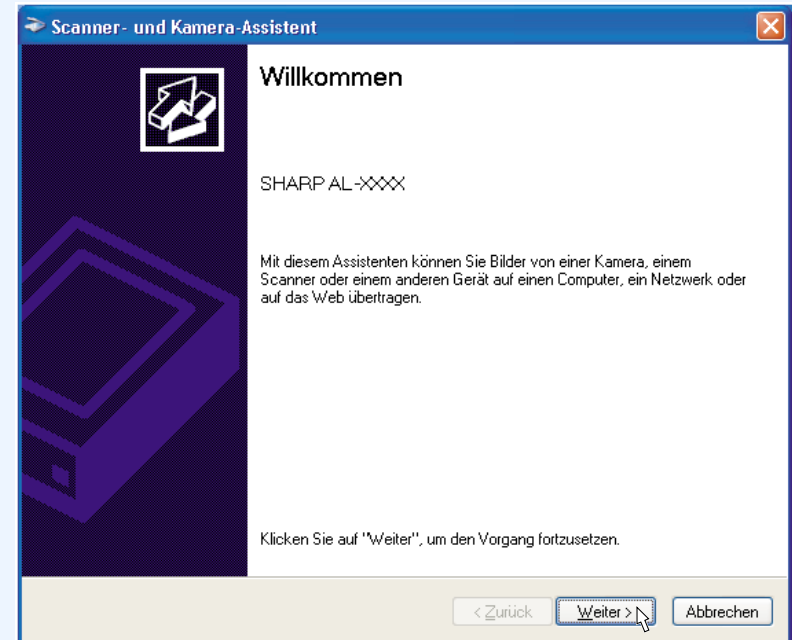 Scanner- und Kamera-Assistent
Willkommen
SHARP AL-XXXX
Mit diesem Assistenten können Sie Bilder von einer Kamera, einem
Scanner oder einem anderen Gerät auf einen Computer, ein Netzwerk oder
auf das Web übertragen.
Klicken Sie auf "Weiter", um den Vorgang fortzusetzen.
< Zurück Weiter > Abbrechen